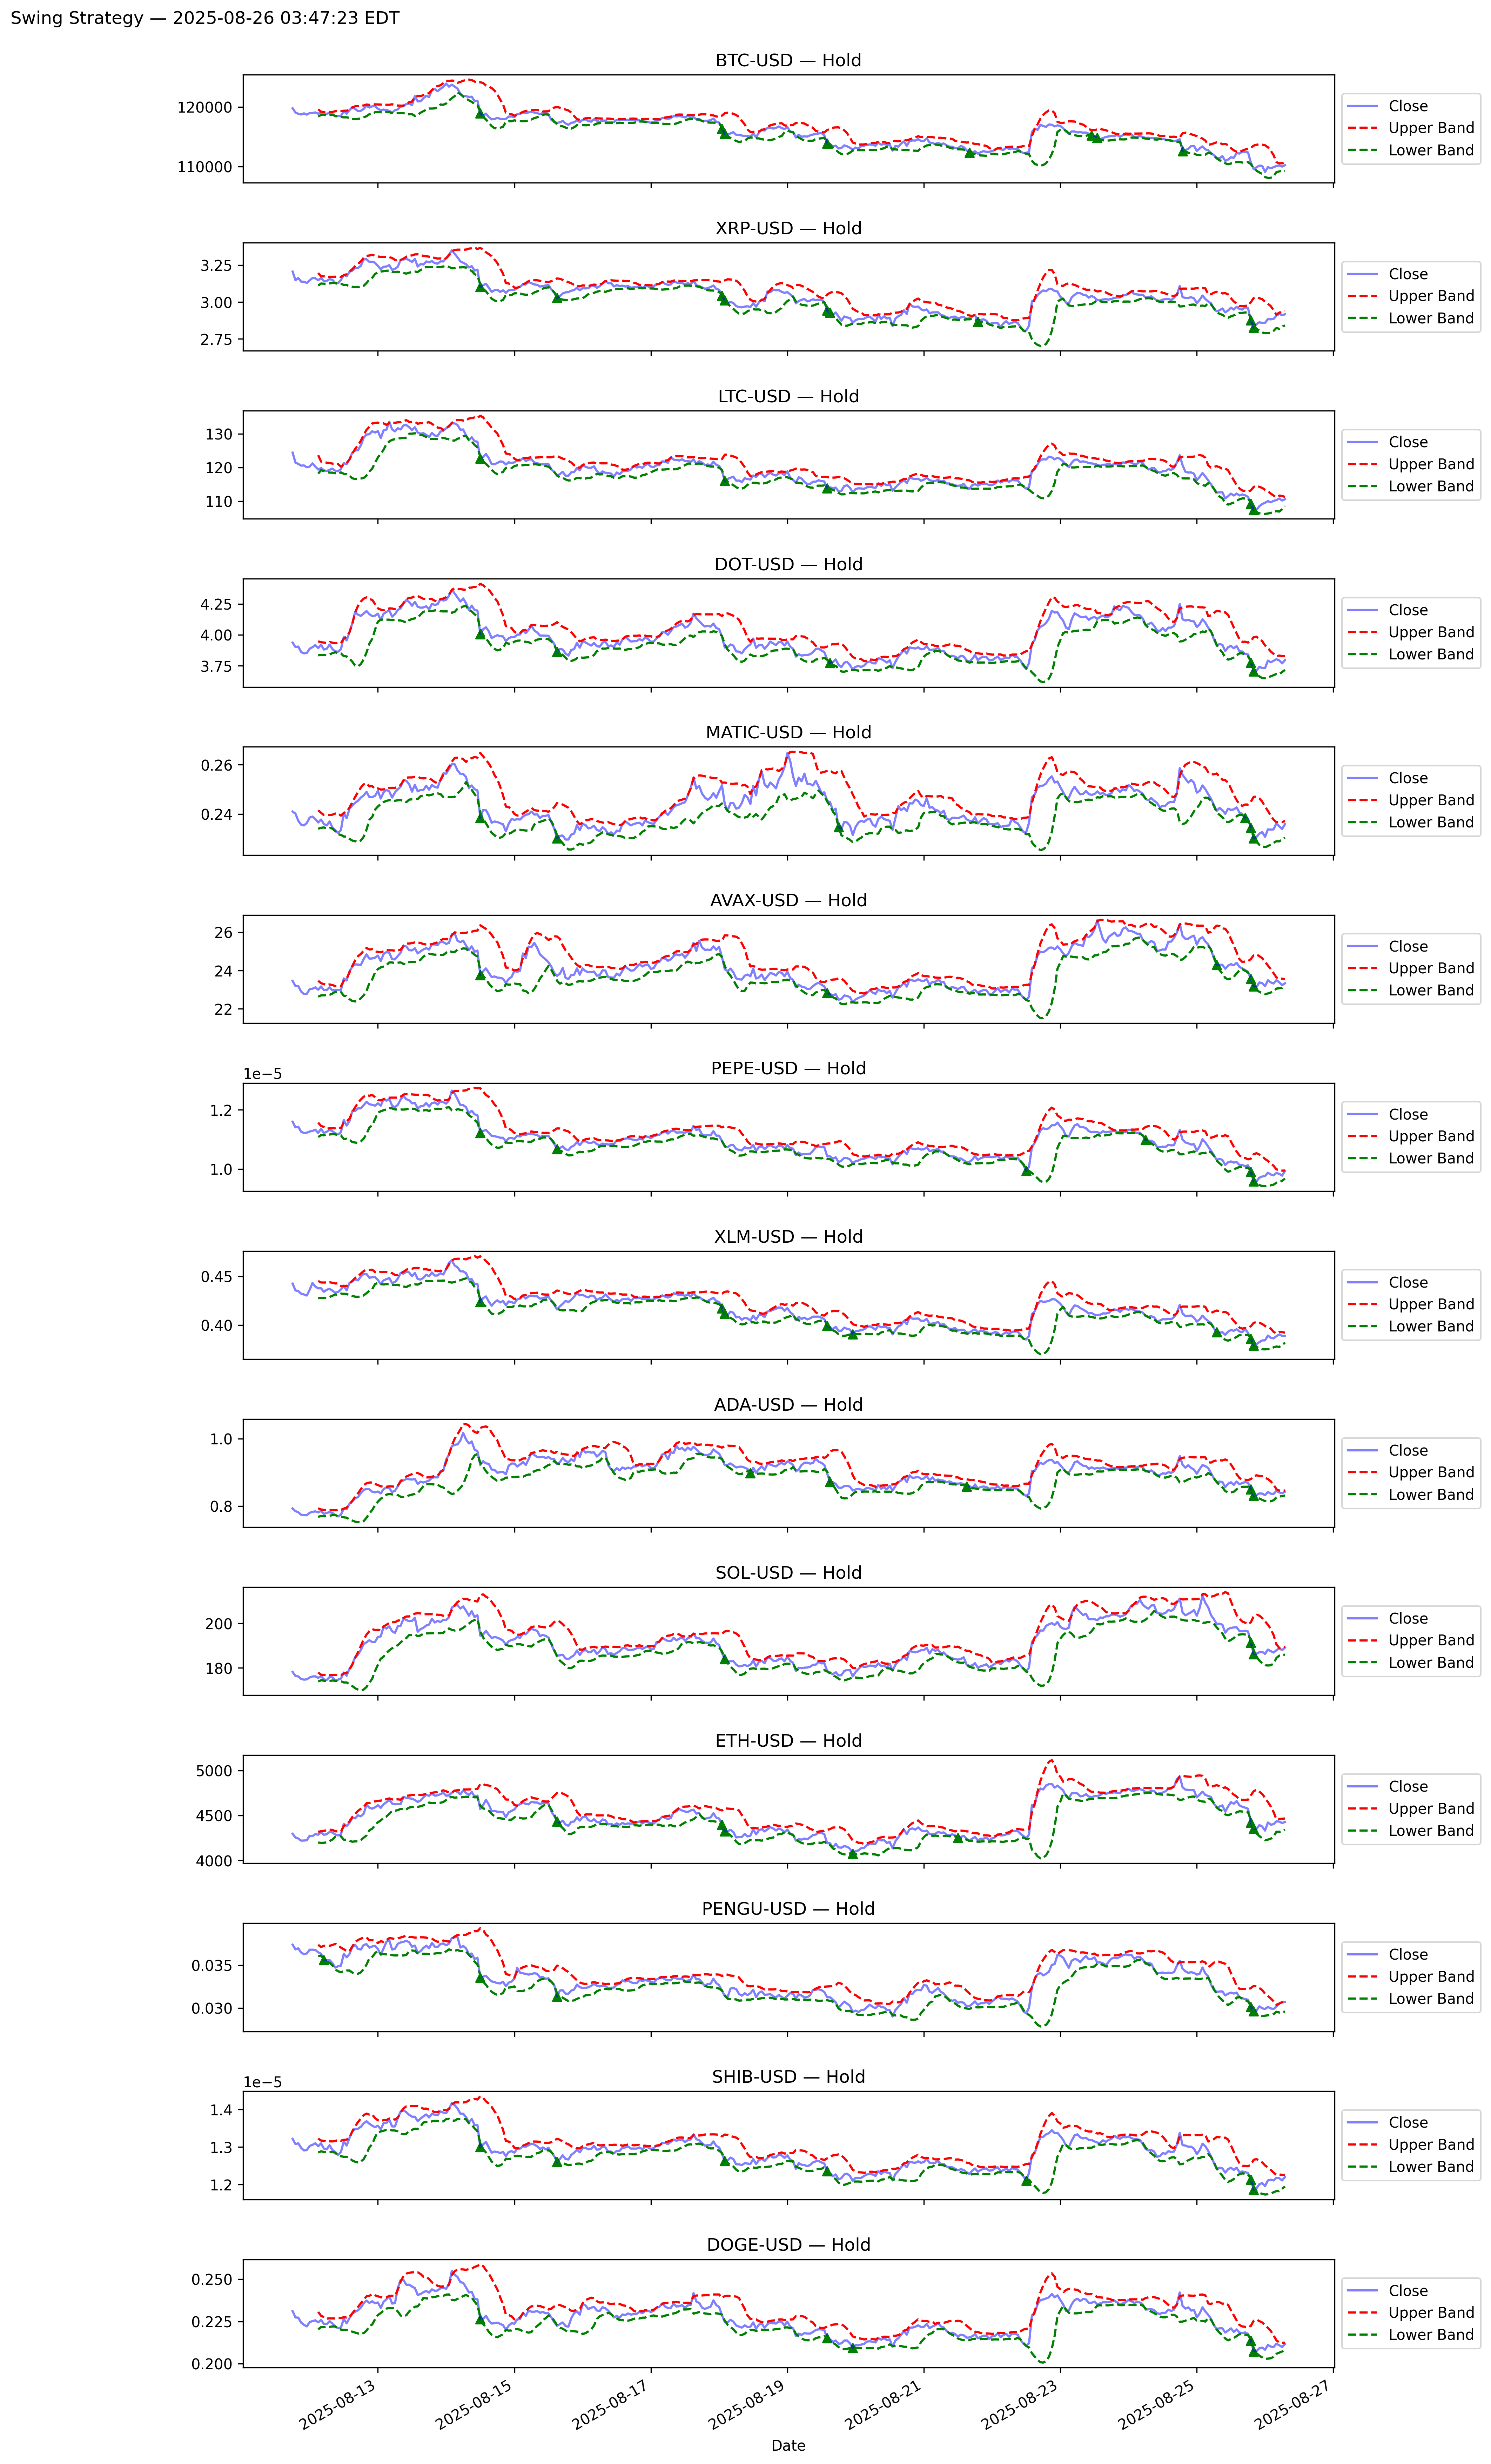 Swing Strategy — 2025-08-26 03:47:23 EDT
BTC-USD — Hold
120000
110000
Close
Upper Band
Lower Band
XRP-USD — Hold
3.25
3.00
2.75
Close
Upper Band
Lower Band
LTC-USD — Hold
130
120
110
Close
Upper Band
Lower Band
DOT-USD — Hold
4.25
4.00
3.75
Close
Upper Band
Lower Band
MATIC-USD — Hold
0.26
0.24
Close
Upper Band
Lower Band
AVAX-USD — Hold
26
24
22
Close
Upper Band
Lower Band
PEPE-USD — Hold
1e−5
1.2
1.0
Close
Upper Band
Lower Band
XLM-USD — Hold
0.45
0.40
Close
Upper Band
Lower Band
ADA-USD — Hold
1.0
0.8
Close
Upper Band
Lower Band
SOL-USD — Hold
200
180
Close
Upper Band
Lower Band
ETH-USD — Hold
5000
4500
4000
Close
Upper Band
Lower Band
PENGU-USD — Hold
0.035
0.030
Close
Upper Band
Lower Band
SHIB-USD — Hold
1e−5
1.4
1.3
1.2
Close
Upper Band
Lower Band
DOGE-USD — Hold
0.250
0.225
0.200
Close
Upper Band
Lower Band
2025-08-13
2025-08-15
2025-08-17
2025-08-19
2025-08-21
2025-08-23
2025-08-25
2025-08-27
Date